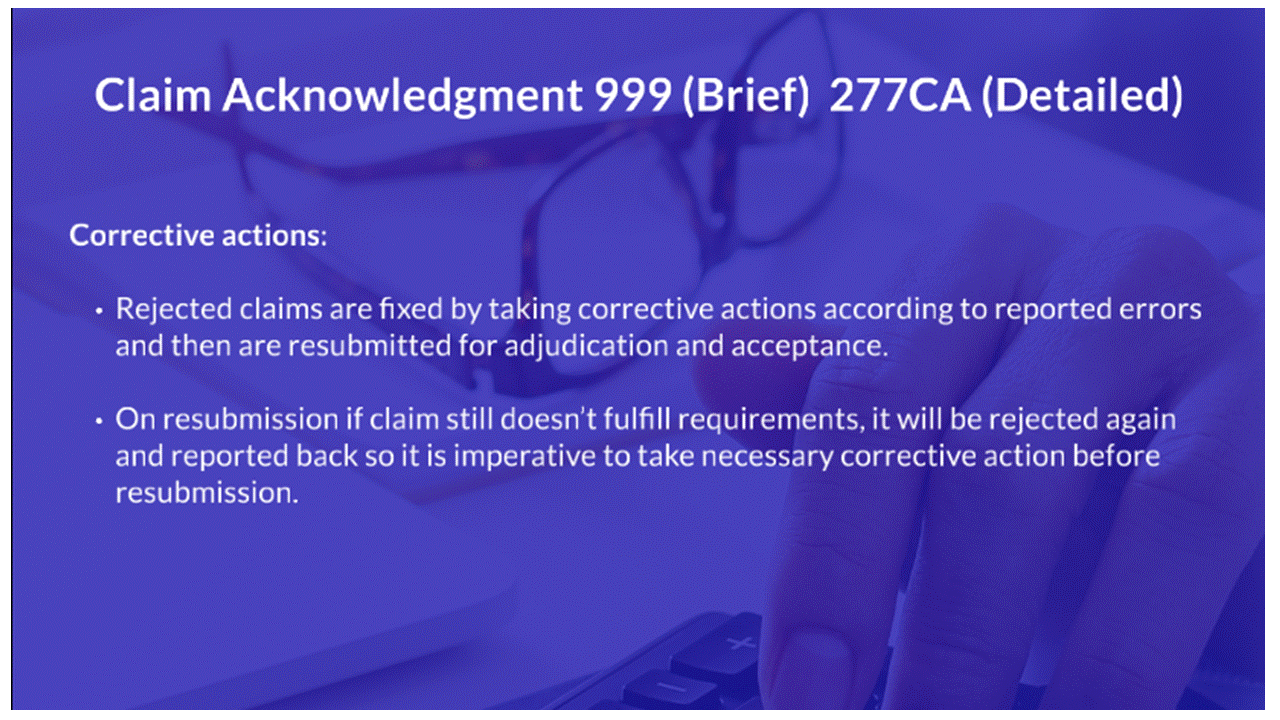 Claim Acknowledgment 999 (Brief)  277CA (Detailed)
Corrective actions:
• Rejected claims are fixed by taking corrective actions according to reported errors
and then are resubmitted for adjudication and acceptance.
• On resubmission if claim still doesn’t fulfill requirements, it will be rejected again
and reported back so it is imperative to take necessary corrective action before
resubmission.